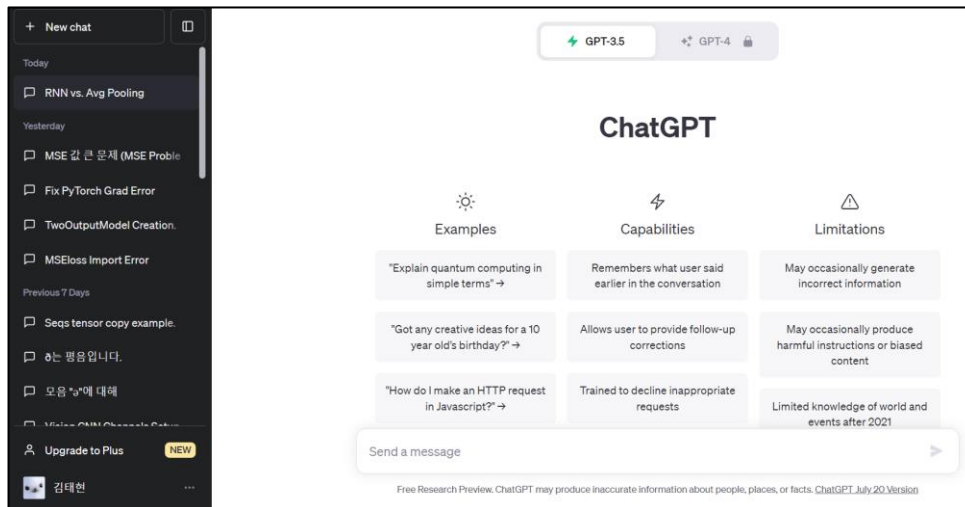 New chat
Today
RNN vs. Avg Pooling
Yesterday
MSE 값 큰 문제 (MSE Proble
Fix PyTorch Grad Error
TwoOutputModel Creation.
MSEloss Import Error
Previous 7 Days
Seqs tensor copy example.
ð는 평음입니다.
모음 "ə"에 대해
Vision CNN Channels Setup
Upgrade to Plus
NEW
김태현
GPT-3.5
GPT-4
ChatGPT
Examples
"Explain quantum computing in
simple terms" →
"Got any creative ideas for a 10
year old's birthday?" →
"How do I make an HTTP request
in Javascript?" →
Capabilities
Remembers what user said
earlier in the conversation
Allows user to provide follow-up
corrections
Trained to decline inappropriate
requests
Limitations
May occasionally generate
incorrect information
May occasionally produce
harmful instructions or biased
content
Limited knowledge of world and
events after 2021
Send a message
Free Research Preview. ChatGPT may produce inaccurate information about people, places, or facts. ChatGPT July 20 Version